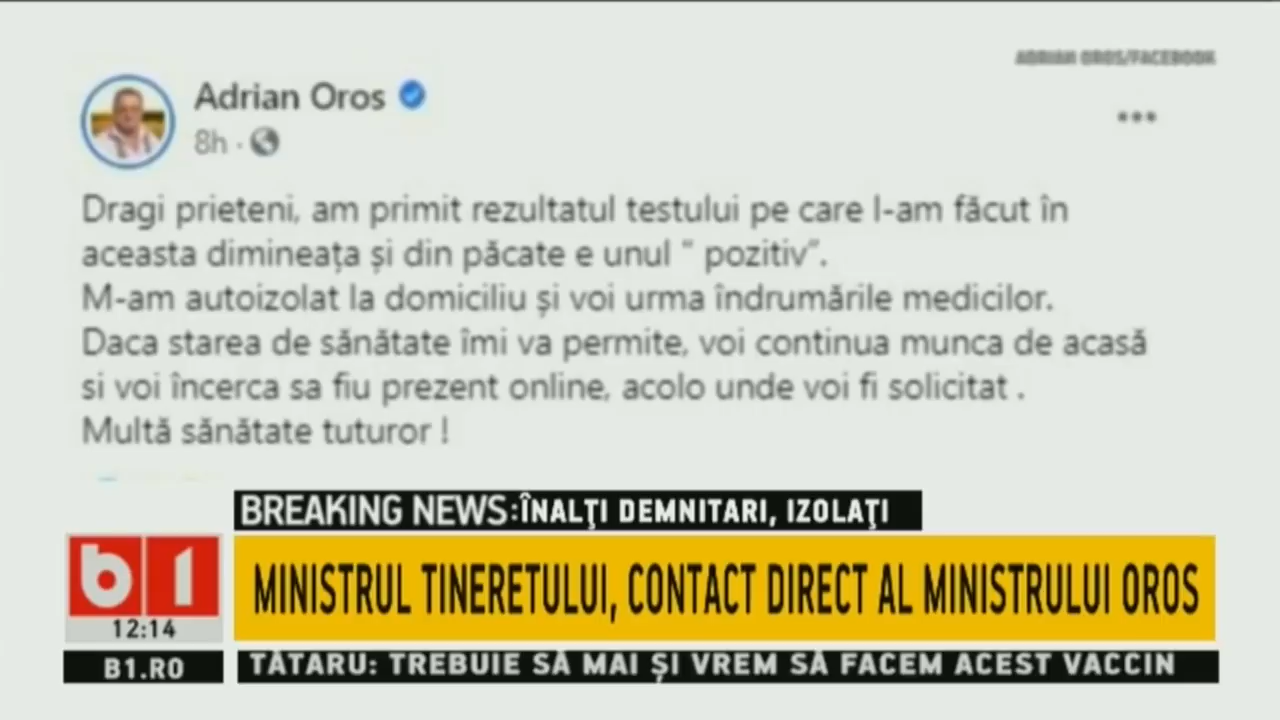 ADRIAN OROS/FACEBOOK
Adrian Oros
8h ·
Dragi prieteni, am primit rezultatul testului pe care l-am făcut în
aceasta dimineața și din păcate e unul " pozitiv".
M-am autoizolat la domiciliu și voi urma îndrumările medicilor.
Daca starea de sănătate îmi va permite, voi continua munca de acasă
si voi încerca sa fiu prezent online, acolo unde voi fi solicitat .
Multă sănătate tuturor !
BREAKING NEWS:ÎNALŢI DEMNITARI, IZOLAŢI
b1
MINISTRUL TINERETULUI, CONTACT DIRECT AL MINISTRULUI OROS
12:14
B1.RO
TĂTARU: TREBUIE SĂ MAI ŞI VREM SĂ FACEM ACEST VACCIN